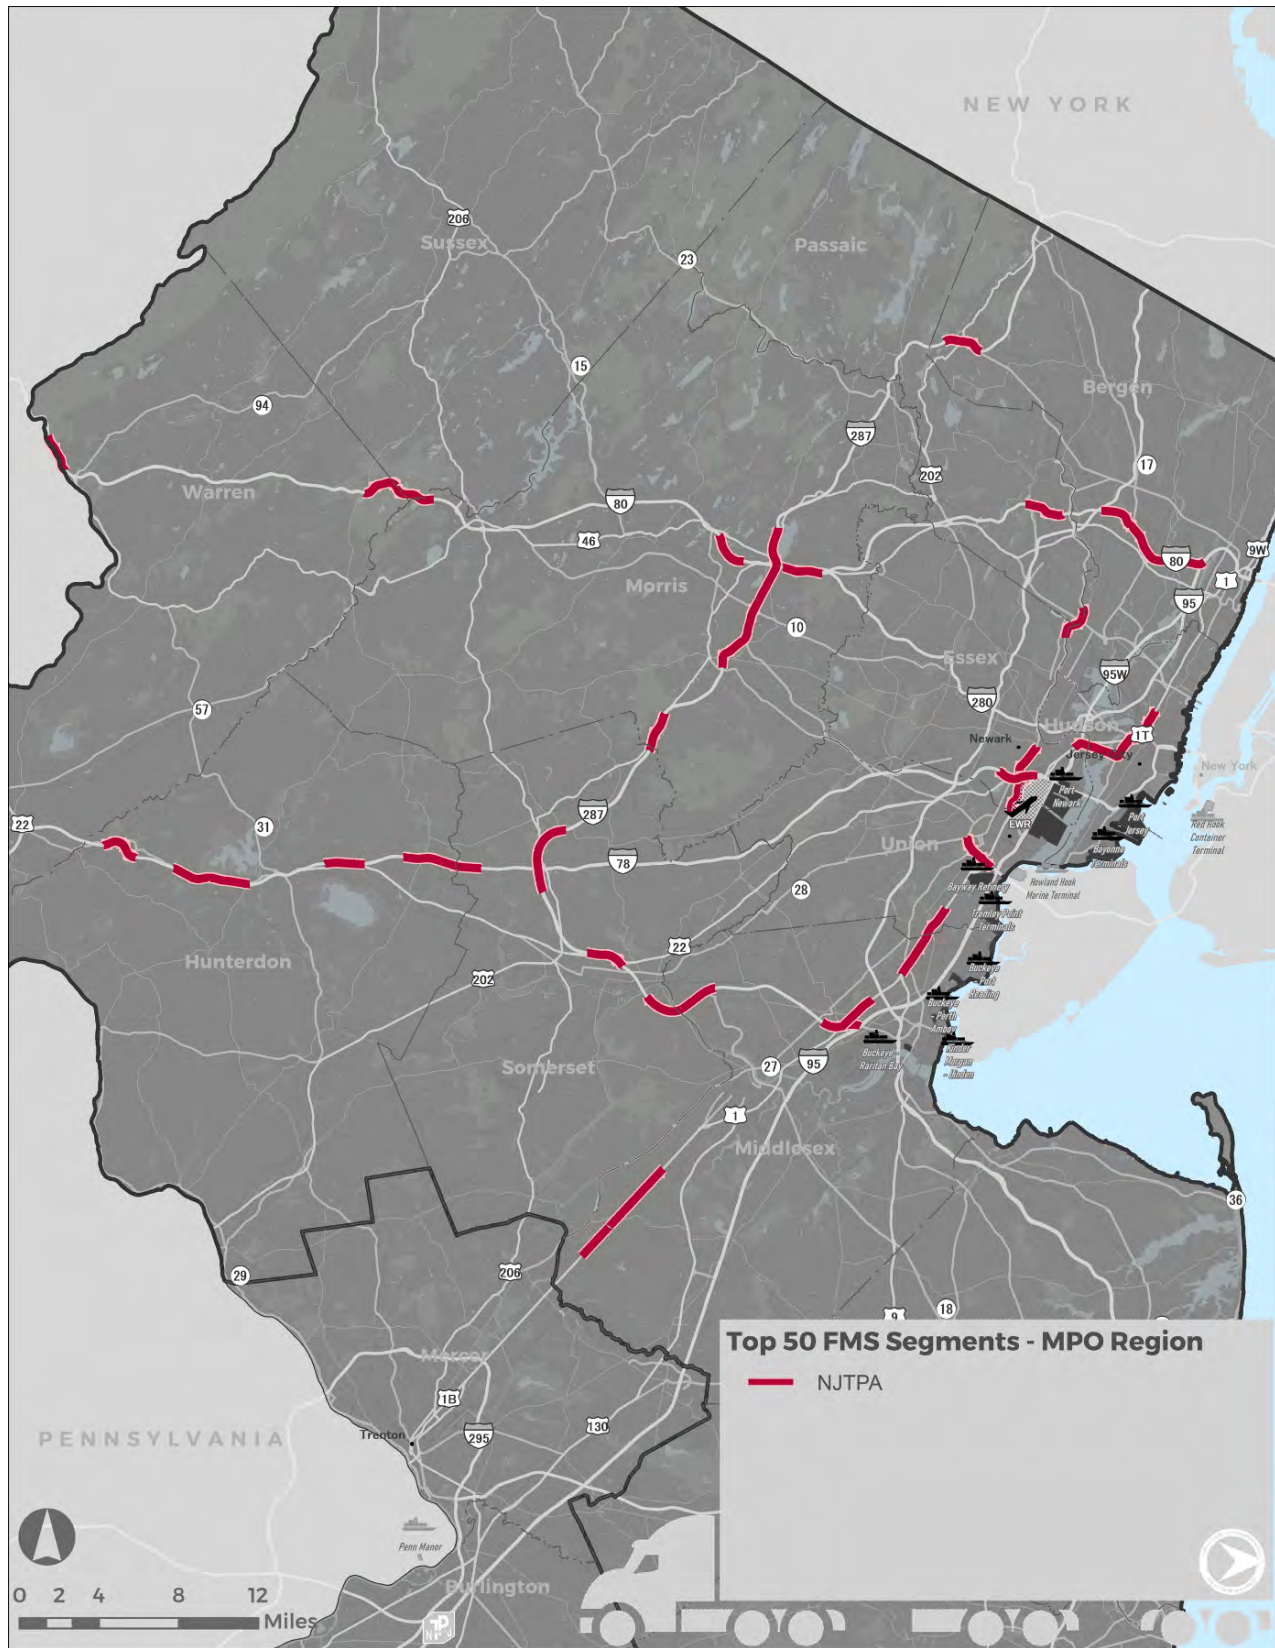 NEW YORK
206
Sussex
Passaic
23
15
Bergen
94
287
17
202
Warren
80
46
9W
80
1
Morris
95
10
Essex
95W
280
57
Hudson
1T
Newark
Jersey City
New York
Port
Newark
Port
Jersey
Red Hook
Container
Terminal
EWR
287
22
31
Union
Bayonne
Terminals
78
Bayway Refinery
Howland Hook
Marine Terminal
28
Tremley Point
Terminals
22
Hunterdon
202
Buckeye
- Port
Reading
Buckeye
- Perth
Amboy
Kinder
Morgan
- Linden
Buckeye -
Raritan Bay
Somerset
27
95
1
Middlesex
36
29
206
18
9
Top 50 FMS Segments - MPO Region
NJTPA
Mercer
1B
130
295
Trenton
PENNSYLVANIA
Penn Manor
Burlington
0 2 4 8 12
Miles